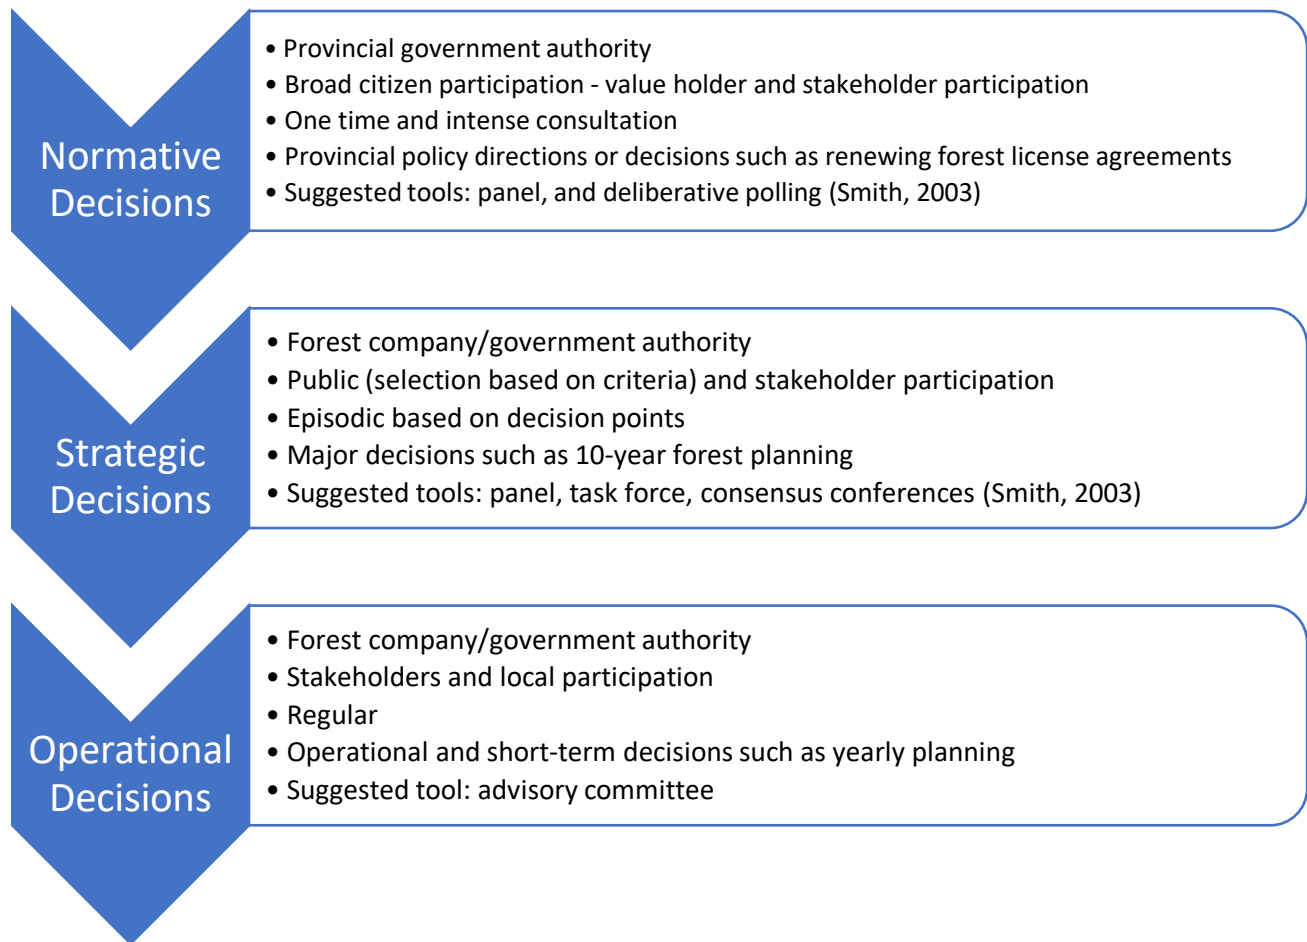 Normative
Decisions
• Provincial government authority
• Broad citizen participation - value holder and stakeholder participation
• One time and intense consultation
• Provincial policy directions or decisions such as renewing forest license agreements
• Suggested tools: panel, and deliberative polling (Smith, 2003)
Strategic
Decisions
• Forest company/government authority
• Public (selection based on criteria) and stakeholder participation
• Episodic based on decision points
• Major decisions such as 10-year forest planning
• Suggested tools: panel, task force, consensus conferences (Smith, 2003)
Operational
Decisions
• Forest company/government authority
• Stakeholders and local participation
• Regular
• Operational and short-term decisions such as yearly planning
• Suggested tool: advisory committee